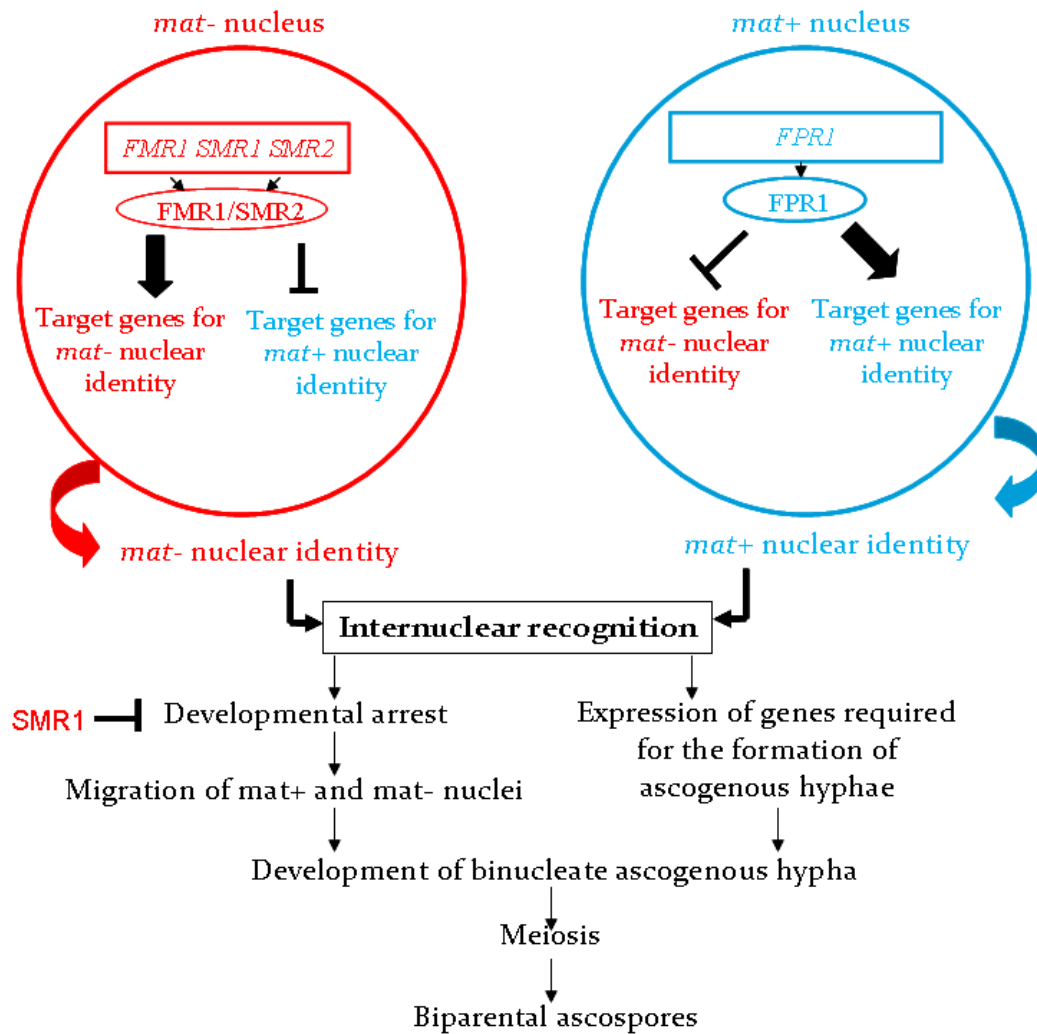 mat- nucleus
mat+ nucleus
FMR1 SMR1 SMR2
FPR1
FMR1/SMR2
FPR1
Target genes for
mat- nuclear
identity
Target genes for
mat+ nuclear
identity
Target genes for
mat- nuclear
identity
Target genes for
mat+ nuclear
identity
mat- nuclear identity
mat+ nuclear identity
Internuclear recognition
SMR1
Developmental arrest
Expression of genes required
for the formation of
ascogenous hyphae
Migration of mat+ and mat- nuclei
Development of binucleate ascogenous hypha
Meiosis
Biparental ascospores